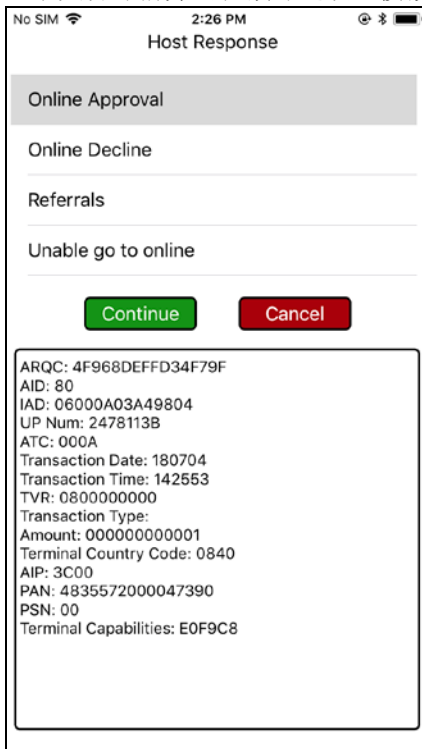 No SIM 2:26 PM
Host Response
Online Approval
Online Decline
Referrals
Unable go to online
Continue Cancel
ARQC: 4F968DEFFD34F79F
AID: 80
IAD: 06000A03A49804
UP Num: 2478113B
ATC: 000A
Transaction Date: 180704
Transaction Time: 142553
TVR: 0800000000
Transaction Type:
Amount: 000000000001
Terminal Country Code: 0840
AIP: 3C00
PAN: 4835572000047390
PSN: 00
Terminal Capabilities: E0F9C8